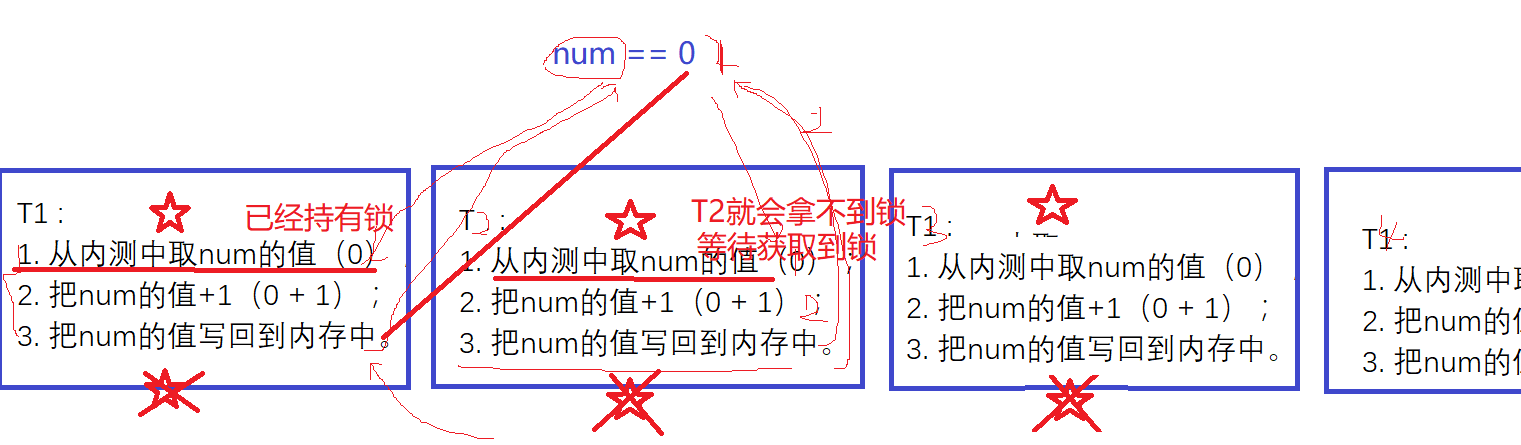 num == 0
T1：
已经持有锁
1. 从内测中取num的值（0）
2. 把num的值+1（0 + 1）；
3. 把num的值写回到内存中。
T2：
T2就会拿不到锁
等待获取到锁
1. 从内测中取num的值（0）；
2. 把num的值+1（0 + 1）；
3. 把num的值写回到内存中。
T1：
1. 从内测中取num的值（0）
2. 把num的值+1（0 + 1）；
3. 把num的值写回到内存中。
T1：
1. 从内测中取
2. 把num的
3. 把num的